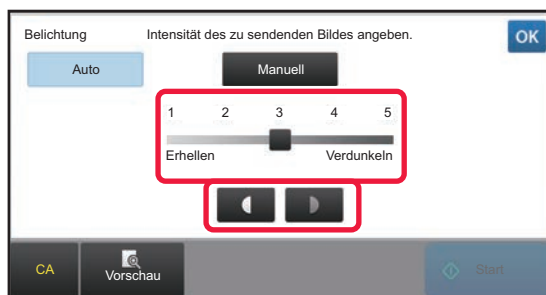 Belichtung
Intensität des zu sendenden Bildes angeben.
OK
Auto
Manuell
1 2 3 4 5
Erhellen Verdunkeln
CA
Vorschau
Start